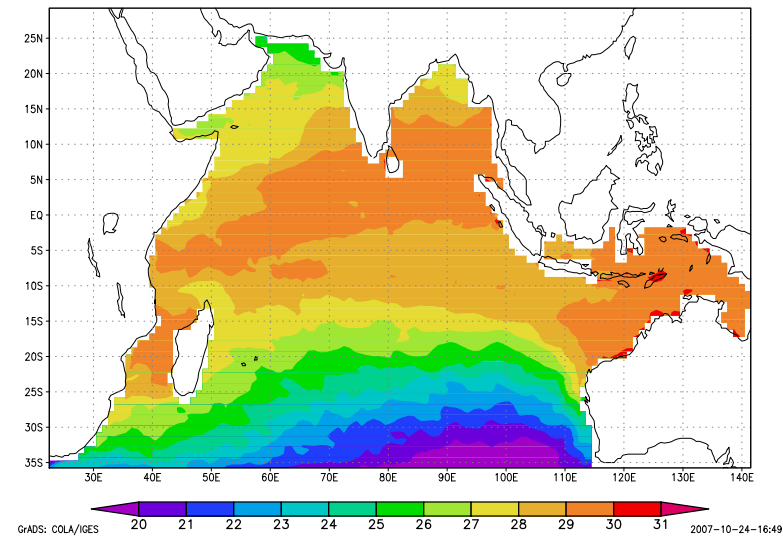 25N
20N
15N
10N
5N
EQ
5S
10S
15S
20S
25S
30S
35S
30E 40E 50E 60E 70E 80E 90E 100E 110E 120E 130E 140E
20 21 22 23 24 25 26 27 28 29 30 31
GrADS: COLA/IGES 2007-10-24-16:49